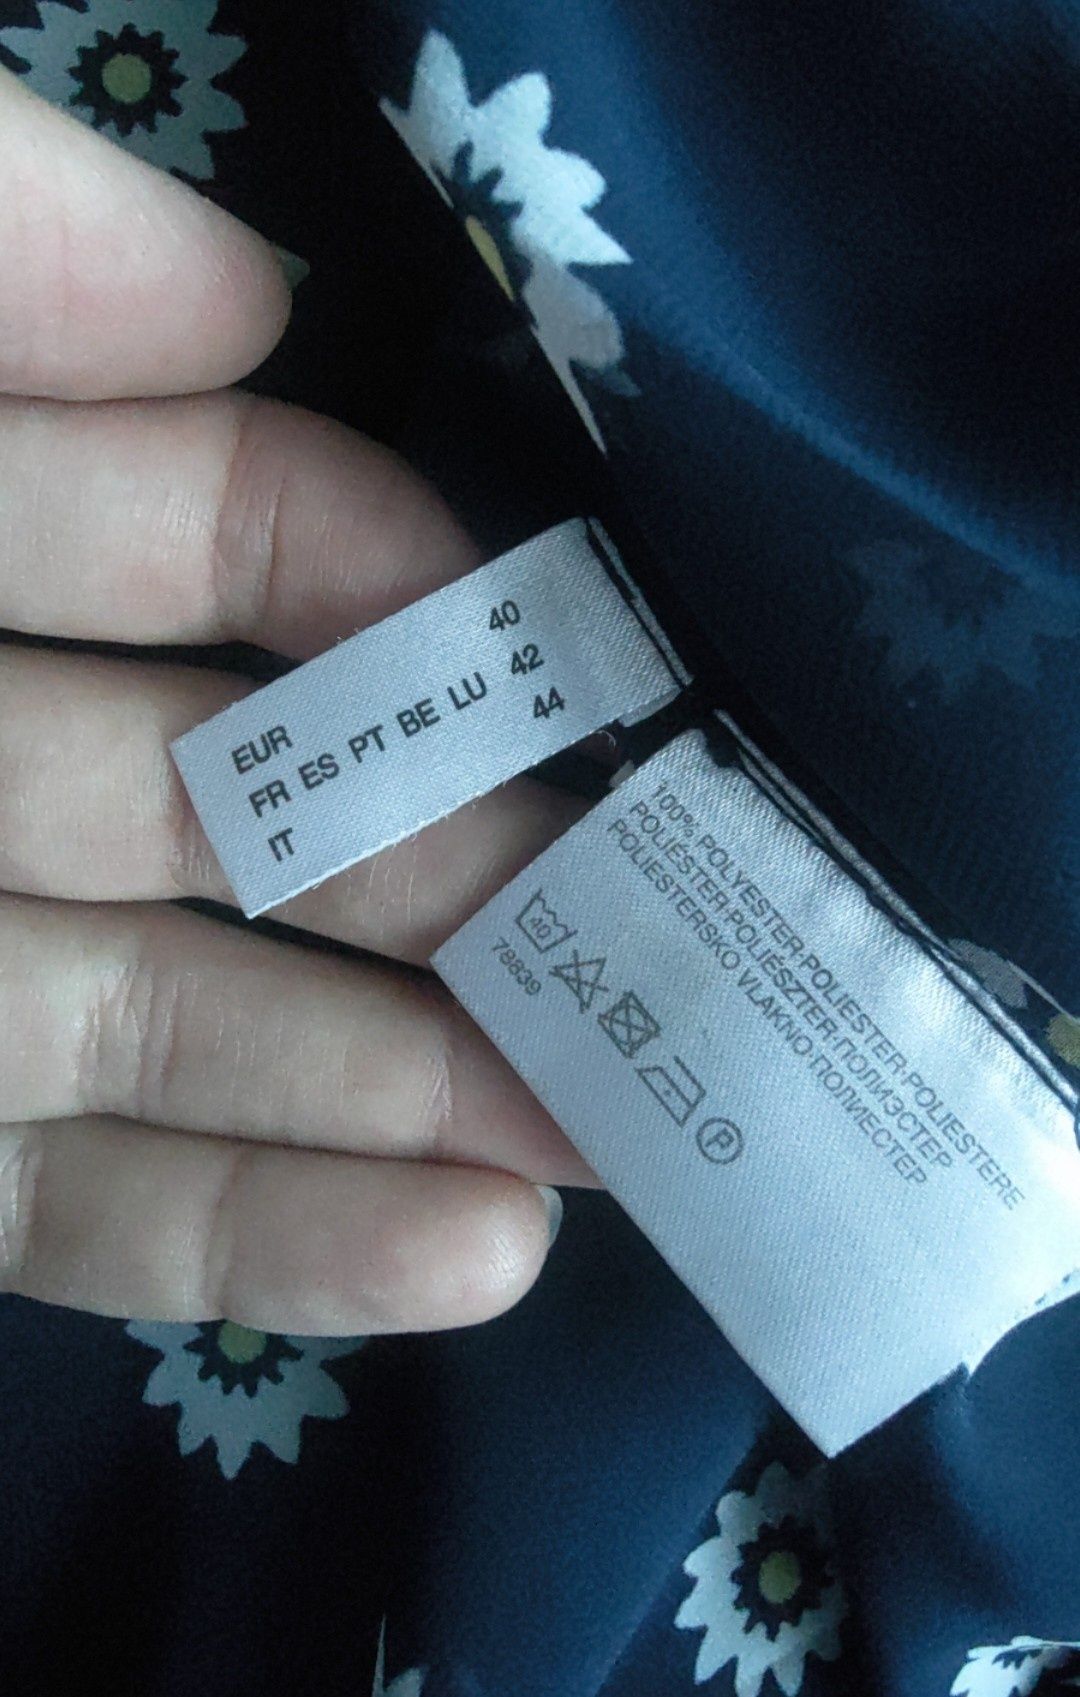 EUR 40
FR ES PT BE LU 42
IT 44
100% POLYESTER·POLIESTER·POLIESTERE
POLIÉSTER·POLIÉSZTER·ПОЛИЭСТЕР
POLIESTERSKO VLAKNO·ПОЛИЕСТЕР
40
P
78839